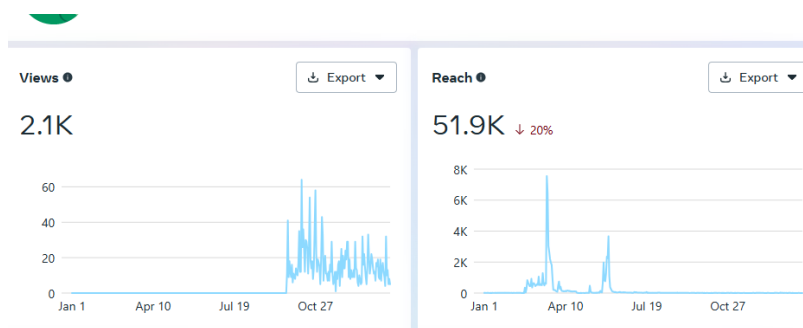 Views
Export
2.1K
60
40
20
0
Jan 1 Apr 10 Jul 19 Oct 27
Reach
Export
51.9K ↓ 20%
8K
6K
4K
2K
0
Jan 1 Apr 10 Jul 19 Oct 27